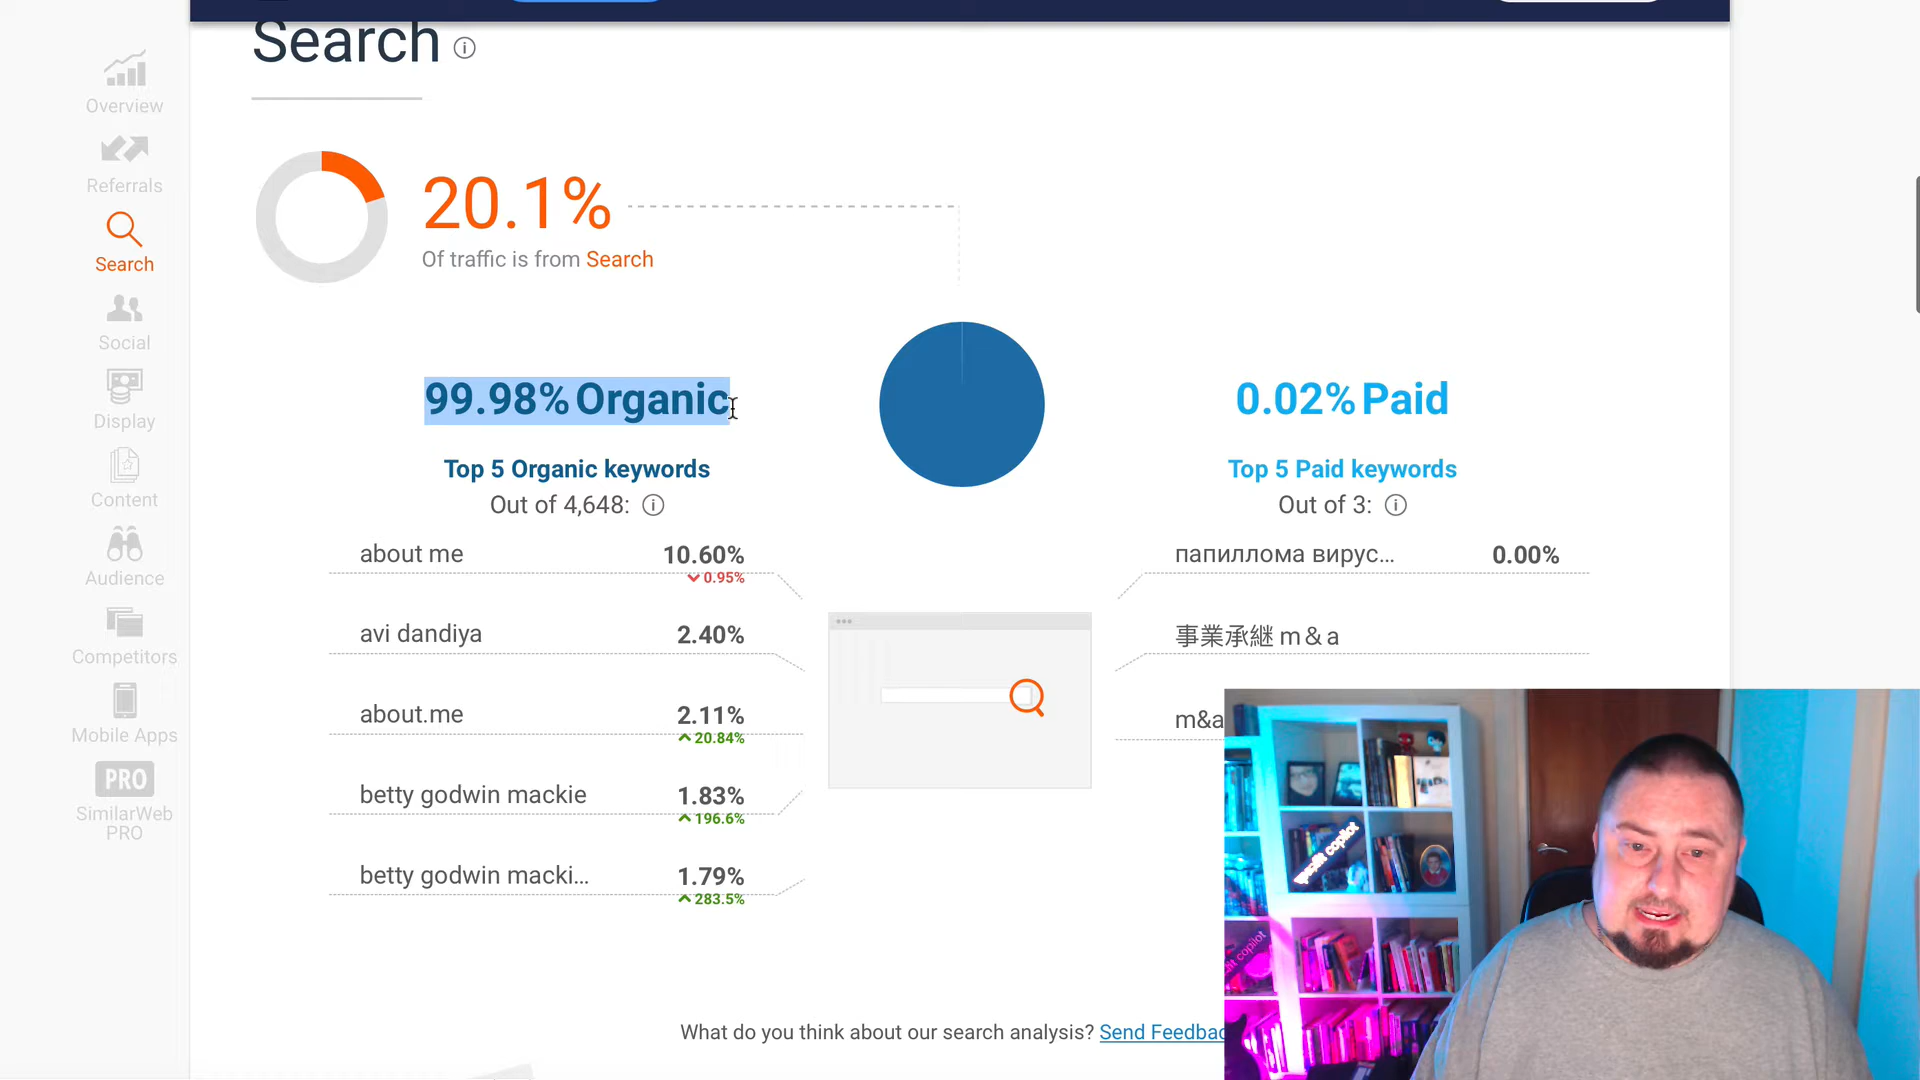 Search
Overview
Referrals
Search
Social
Display
Content
Audience
Competitors
Mobile Apps
PRO
SimilarWeb
PRO
20.1%
Of traffic is from Search
99.98% Organic
Top 5 Organic keywords
Out of 4,648:
about me 10.60%
0.95%
avi dandiya 2.40%
about.me 2.11%
20.84%
betty godwin mackie 1.83%
196.6%
betty godwin macki... 1.79%
283.5%
0.02% Paid
Top 5 Paid keywords
Out of 3:
папиллома вирус... 0.00%
事業承継 m & a
m&a
What do you think about our search analysis? Send Feedbac
copilot
copilot